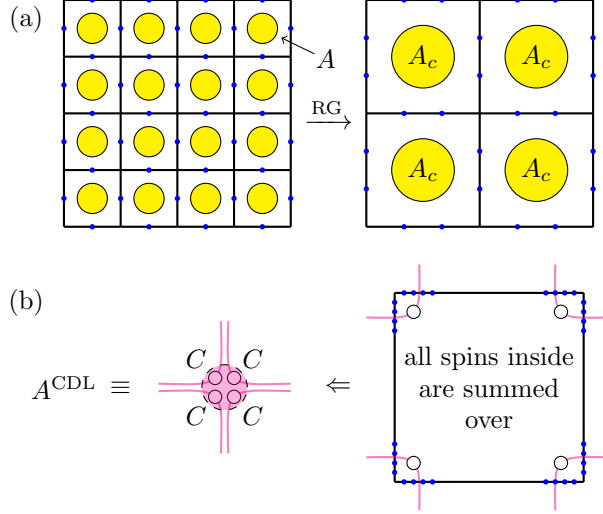 (a)
A
RG
A_c A_c
A_c A_c
(b)
C C
A^CDL ≡ ⇐
C C
all spins inside
are summed
over